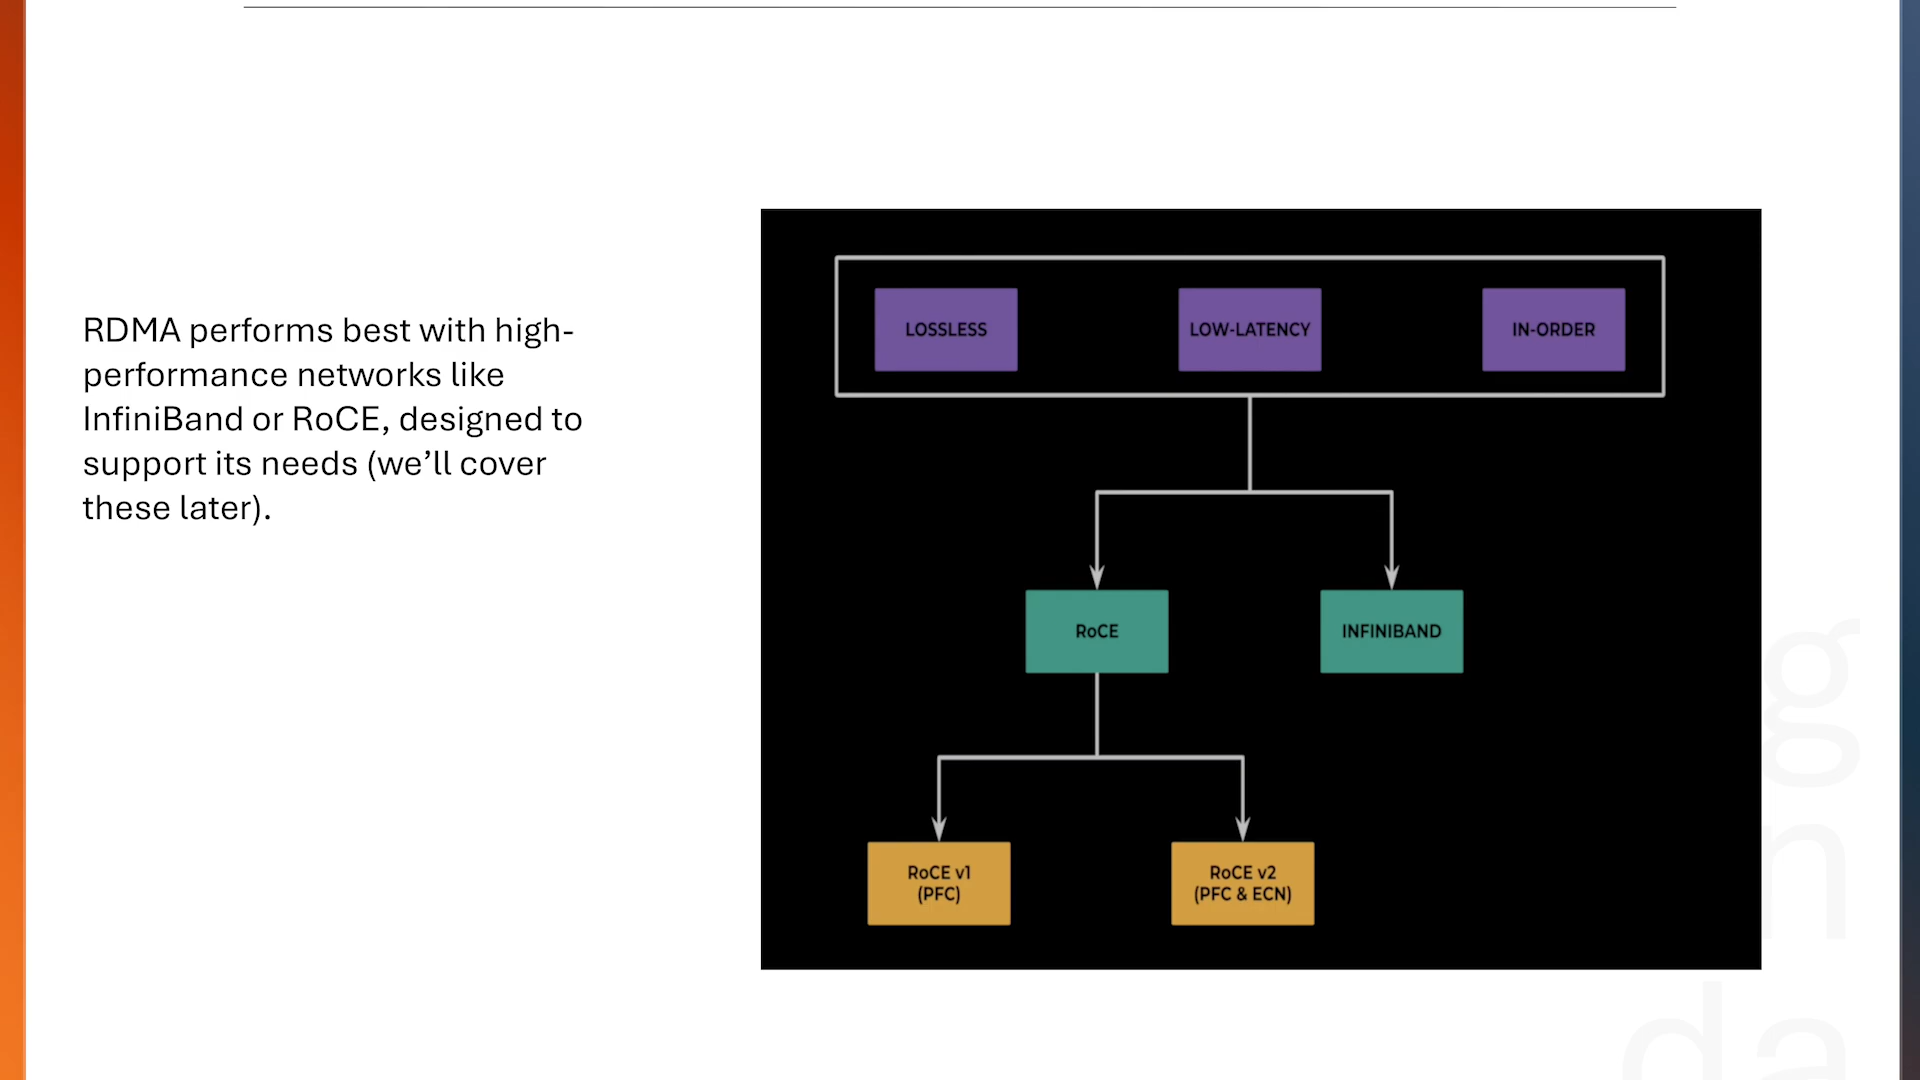 RDMA performs best with high-
performance networks like
InfiniBand or RoCE, designed to
support its needs (we’ll cover
these later).
LOSSLESS
LOW-LATENCY
IN-ORDER
RoCE
INFINIBAND
RoCE v1
(PFC)
RoCE v2
(PFC & ECN)
g
n
da